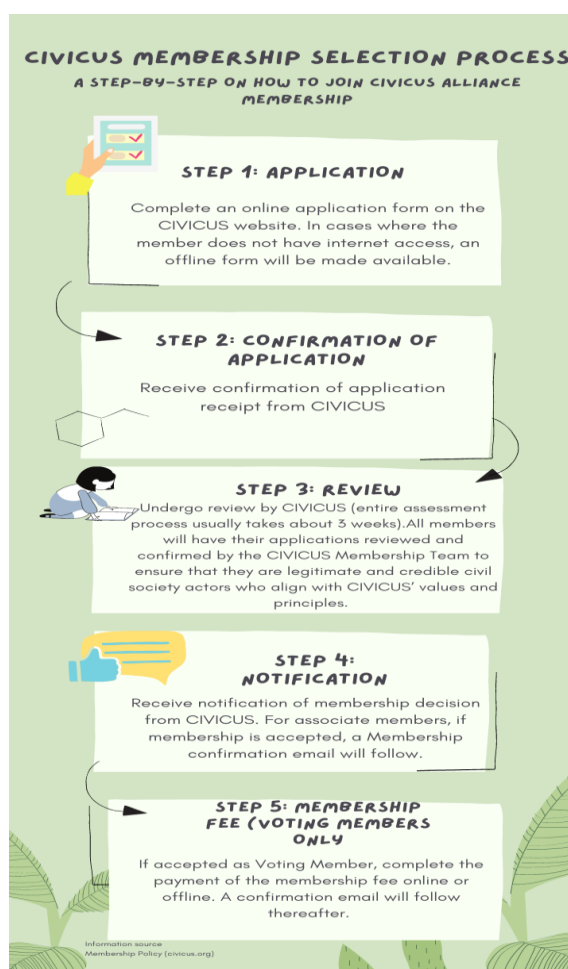 CIVICUS MEMBERSHIP SELECTION PROCESS
A STEP-BY-STEP ON HOW TO JOIN CIVICUS ALLIANCE
MEMBERSHIP
STEP 1: APPLICATION
Complete an online application form on the
CIVICUS website. In cases where the
member does not have internet access, an
offline form will be made available.
STEP 2: CONFIRMATION OF
APPLICATION
Receive confirmation of application
receipt from CIVICUS
STEP 3: REVIEW
Undergo review by CIVICUS (entire assessment
process usually takes about 3 weeks).All members
will have their applications reviewed and
confirmed by the CIVICUS Membership Team to
ensure that they are legitimate and credible civil
society actors who align with CIVICUS' values and
principles.
STEP 4:
NOTIFICATION
Receive notification of membership decision
from CIVICUS. For associate members, if
membership is accepted, a Membership
confirmation email will follow.
STEP 5: MEMBERSHIP
FEE (VOTING MEMBERS
ONLY
If accepted as Voting Member, complete the
payment of the membership fee online or
offline. A confirmation email will follow
thereafter.
Information source
Membership Policy (civicus.org)